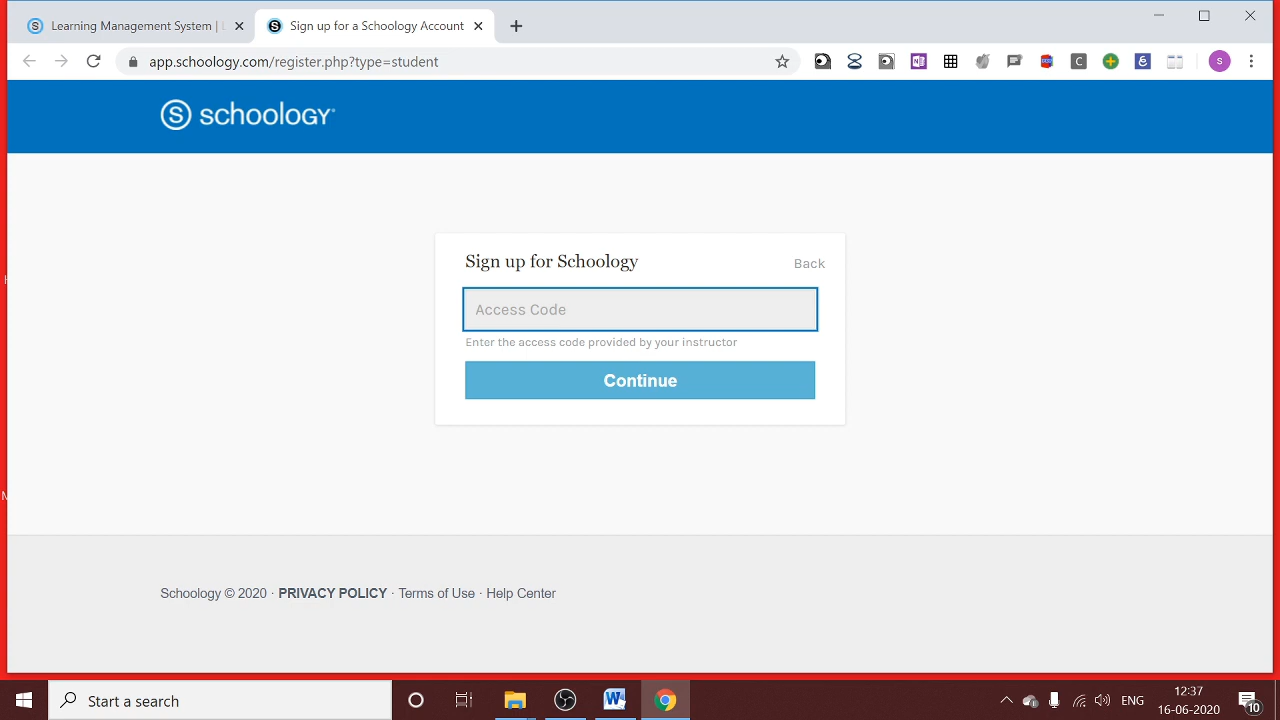 Learning Management System |
Sign up for a Schoology Account
app.schoology.com/register.php?type=student
S
schoology
Sign up for Schoology
Back
Access Code
Enter the access code provided by your instructor
Continue
Schoology © 2020 · PRIVACY POLICY · Terms of Use · Help Center
Start a search
ENG
12:37
16-06-2020
10